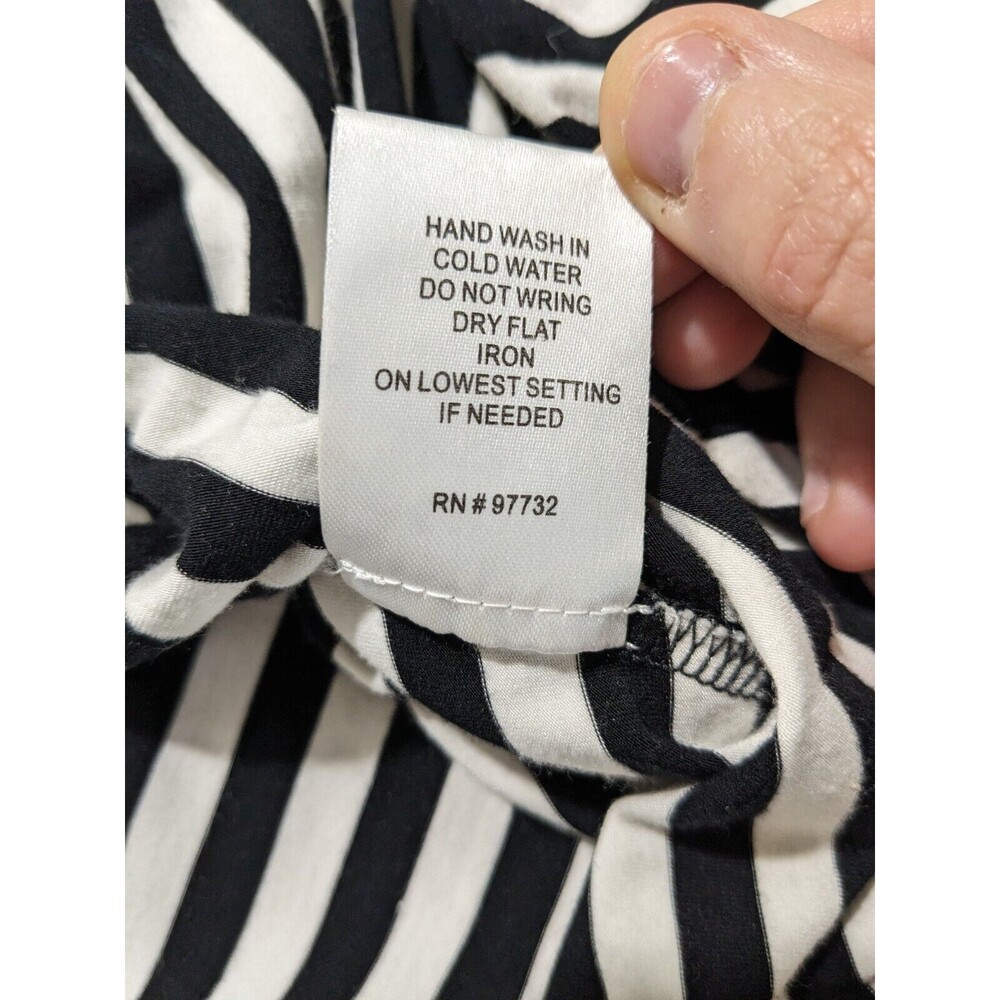 HAND WASH IN
COLD WATER
DO NOT WRING
DRY FLAT
IRON
ON LOWEST SETTING
IF NEEDED
RN # 97732